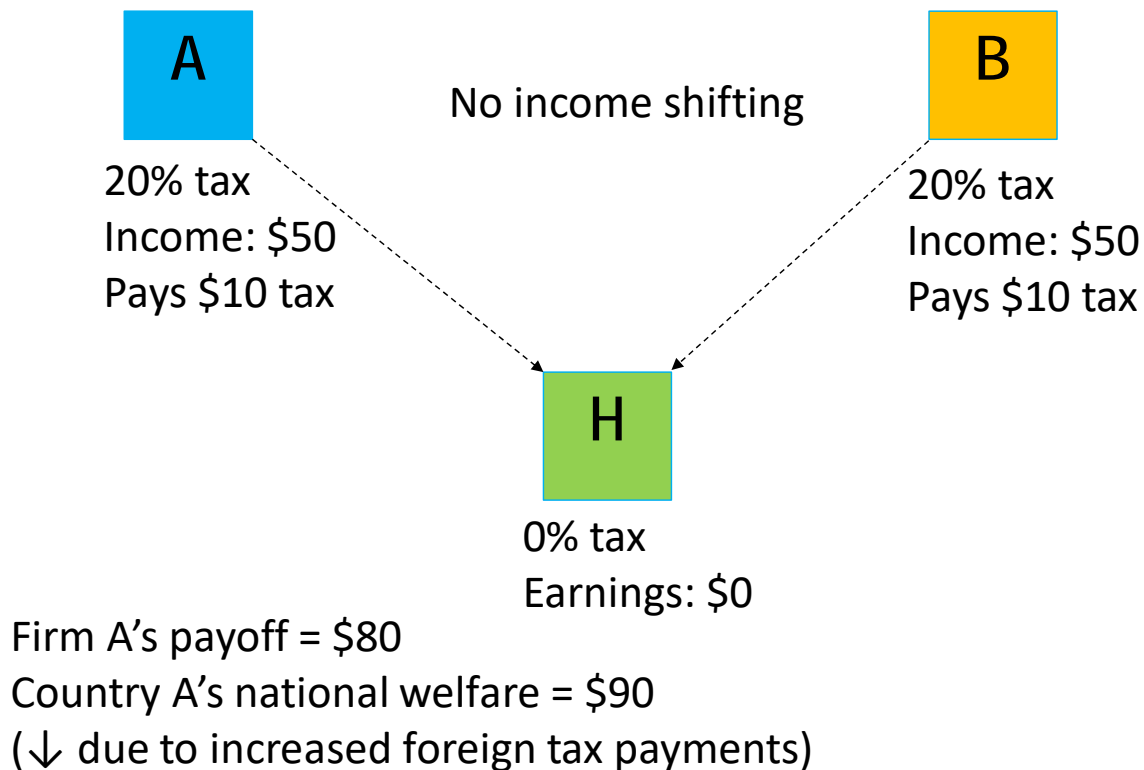 A
B
No income shifting
20% tax
Income: $50
Pays $10 tax
20% tax
Income: $50
Pays $10 tax
H
0% tax
Earnings: $0
Firm A’s payoff = $80
Country A’s national welfare = $90
(↓ due to increased foreign tax payments)